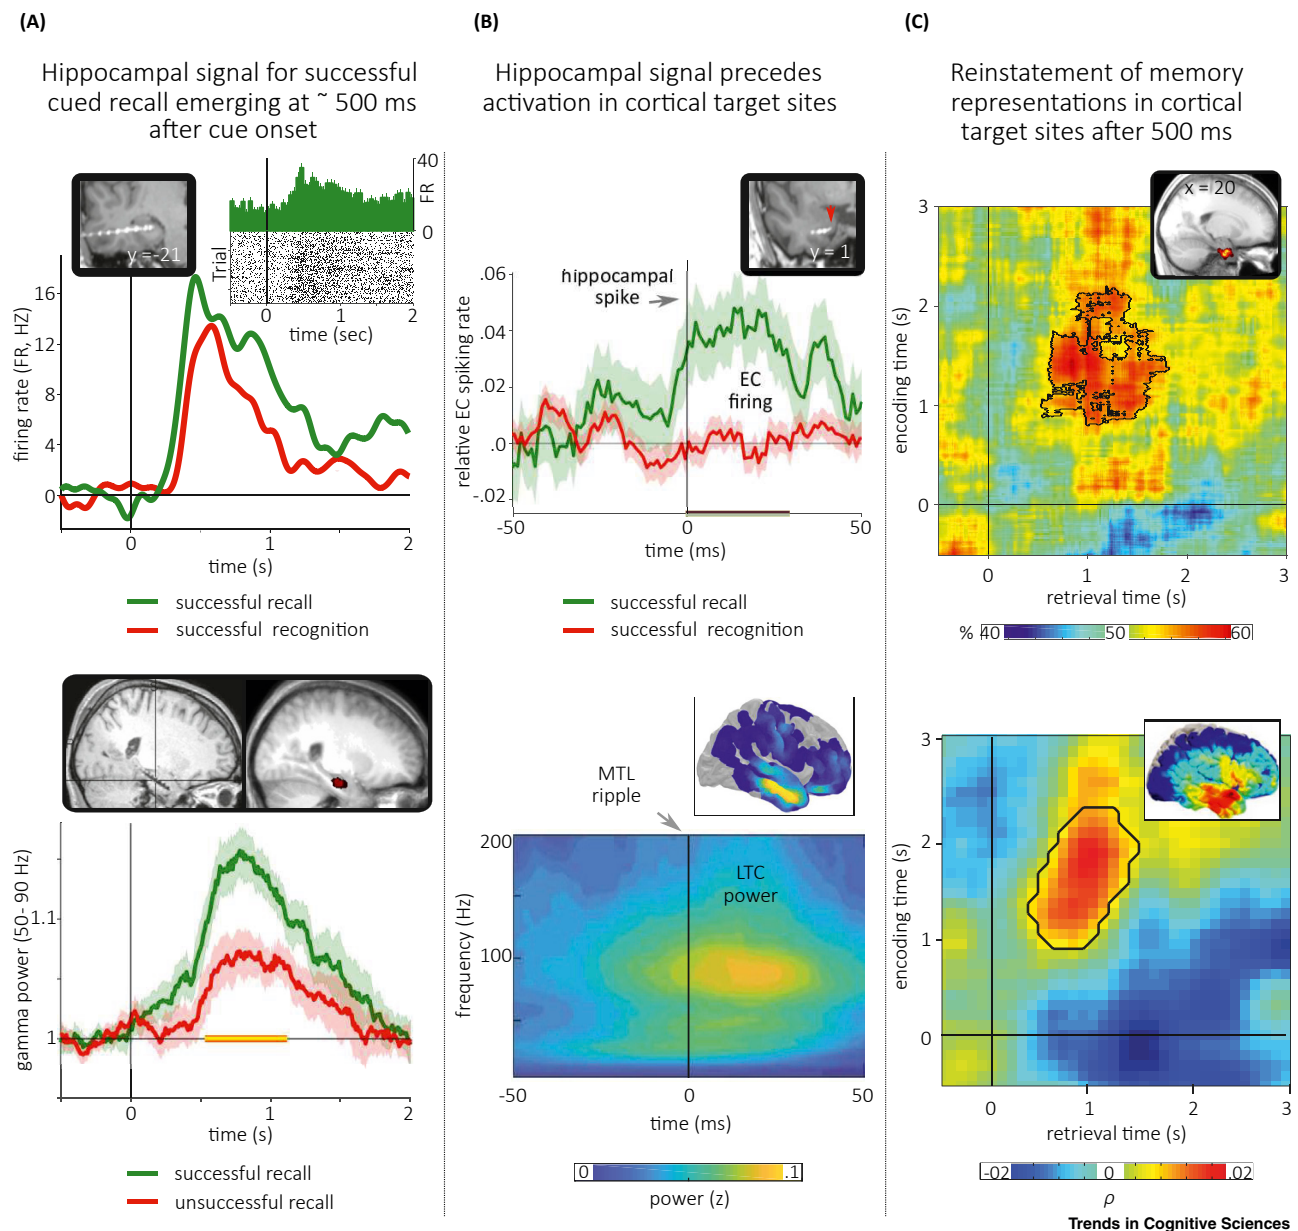 (A)
Hippocampal signal for successful
cued recall emerging at ~ 500 ms
after cue onset
y = -21
40
FR
0
Trial
0
1
2
time (sec)
16
12
8
4
0
firing rate (FR, HZ)
0
1
2
time (s)
successful recall
successful recognition
1.1
1
gamma power (50- 90 Hz)
0
1
2
time (s)
successful recall
unsuccessful recall
(B)
Hippocampal signal precedes
activation in cortical target sites
y = 1
.06
.04
.02
.0
-.02
relative EC spiking rate
hippocampal
spike
EC
firing
-50
0
50
time (ms)
successful recall
successful recognition
MTL
ripple
LTC
power
200
100
frequency (Hz)
-50
0
50
time (ms)
0
.1
power (z)
(C)
Reinstatement of memory
representations in cortical
target sites after 500 ms
x = 20
3
2
1
0
encoding time (s)
0
1
2
3
retrieval time (s)
% 40
50
60
3
2
1
0
encoding time (s)
0
1
2
3
retrieval time (s)
-02
0
.02
ρ
Trends in Cognitive Sciences